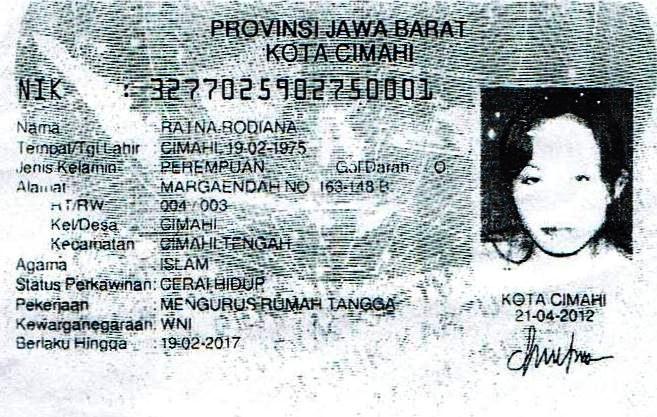 PROVINSI JAWA BARAT
KOTA CIMAHI
NIK : 3277025902750001
Nama : RATNA RODIANA
Tempat/Tgl Lahir : CIMAHI, 19-02-1975
Jenis Kelamin : PEREMPUAN Gol Darah : O
Alamat : MARGAENDAH NO 163-148 B
RT/RW : 004 / 003
Kel/Desa : CIMAHI
Kecamatan : CIMAHI TENGAH
Agama : ISLAM
Status Perkawinan: CERAI HIDUP
Pekerjaan : MENGURUS RUMAH TANGGA
Kewarganegaraan: WNI
Berlaku Hingga : 19-02-2017
KOTA CIMAHI
21-04-2012